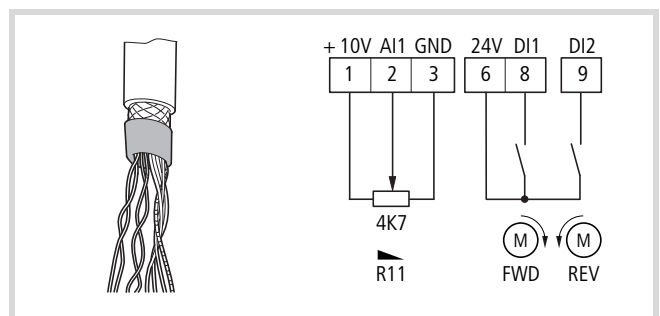 + 10V AI1 GND 24V DI1 DI2
1 2 3 6 8 9
4K7
M M
R11 FWD REV